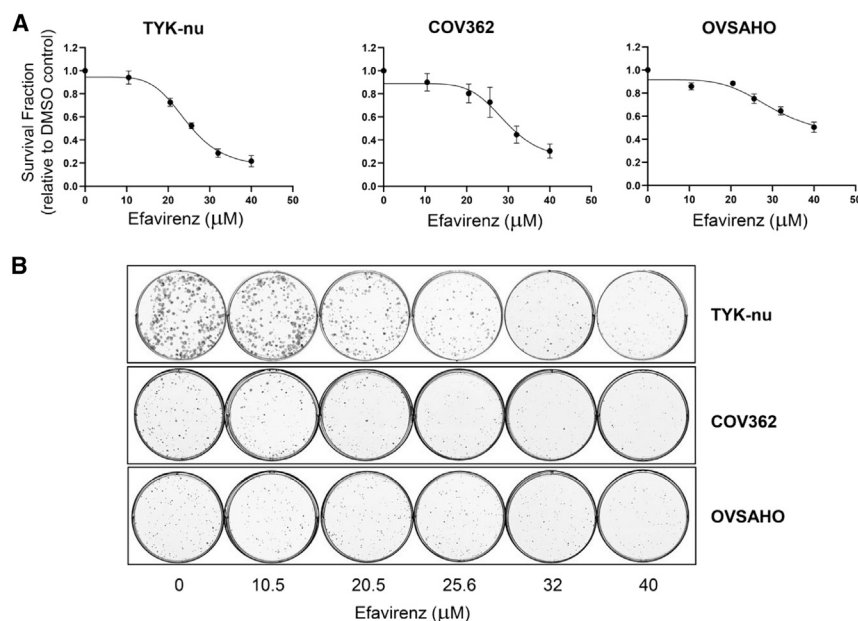 A
TYK-nu
COV362
OVSAHO
Survival Fraction
(relative to DMSO control)
1.2
1.0
0.8
0.6
0.4
0.2
0.0
0 10 20 30 40 50
Efavirenz (μM)
1.2
1.0
0.8
0.6
0.4
0.2
0.0
0 10 20 30 40 50
Efavirenz (μM)
1.2
1.0
0.8
0.6
0.4
0.2
0.0
0 10 20 30 40 50
Efavirenz (μM)
B
TYK-nu
COV362
OVSAHO
0 10.5 20.5 25.6 32 40
Efavirenz (μM)